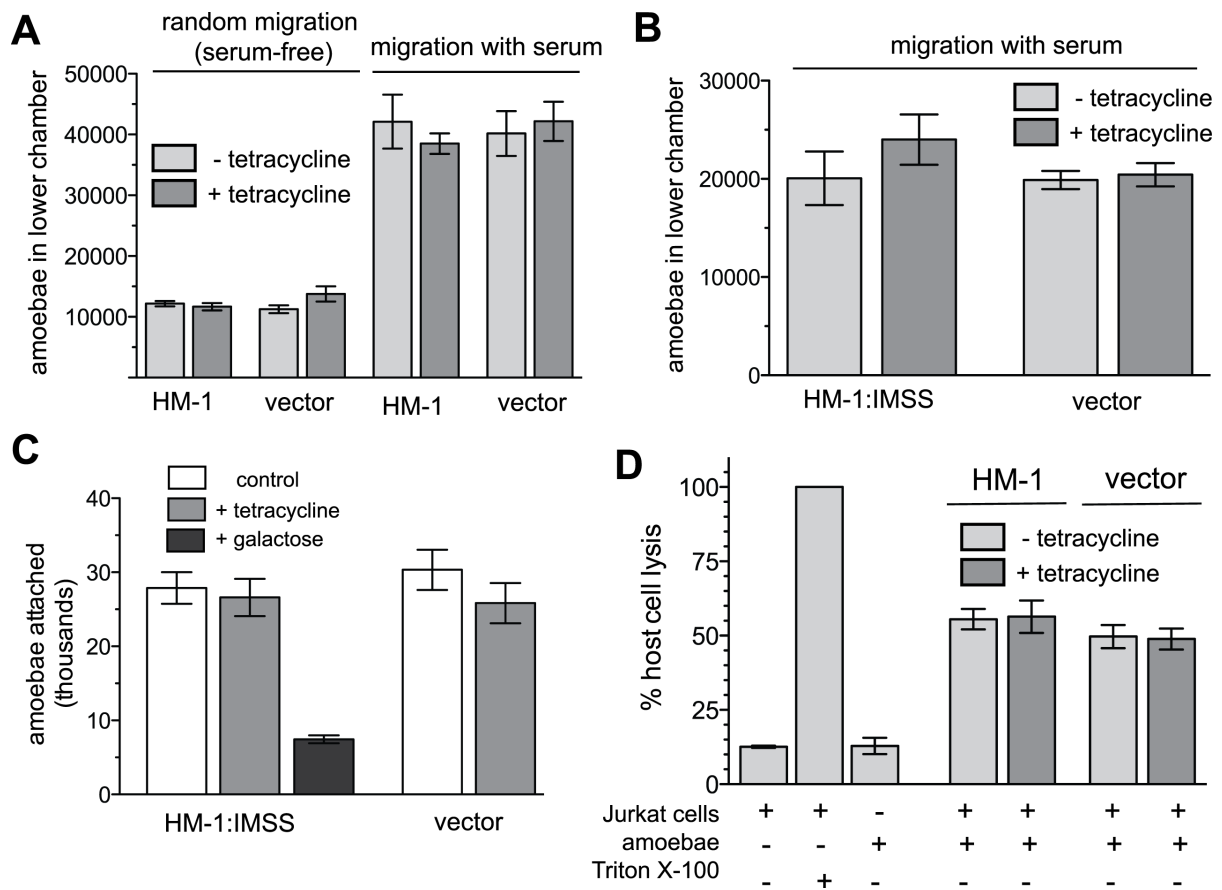 A
random migration
(serum-free)
migration with serum
50000
40000
30000
20000
10000
amoebae in lower chamber
- tetracycline
+ tetracycline
HM-1
vector
HM-1
vector
B
migration with serum
30000
20000
10000
0
amoebae in lower chamber
- tetracycline
+ tetracycline
HM-1:IMSS
vector
C
control
+ tetracycline
+ galactose
40
30
20
10
0
amoebae attached
(thousands)
HM-1:IMSS
vector
D
HM-1
vector
- tetracycline
+ tetracycline
100
75
50
25
0
% host cell lysis
Jurkat cells + + - + + + +
amoebae - - + + + + +
Triton X-100 - + - - - - -